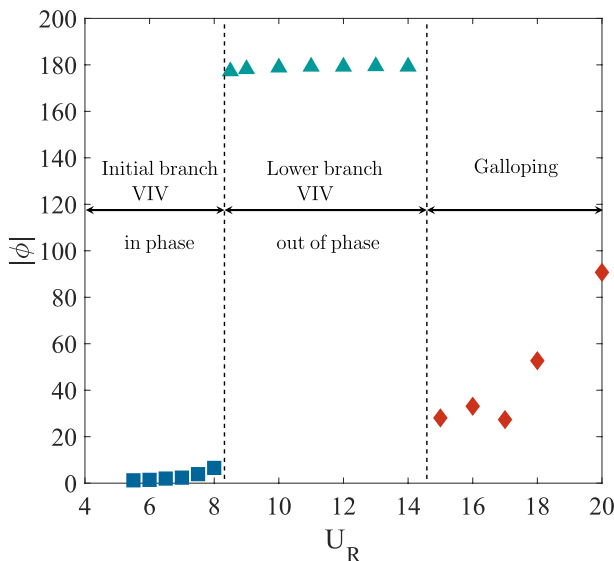 200
180
160
140
120
100
80
60
40
20
0
|ϕ|
Initial branch
VIV
in phase
Lower branch
VIV
out of phase
Galloping
4 6 8 10 12 14 16 18 20
U_R